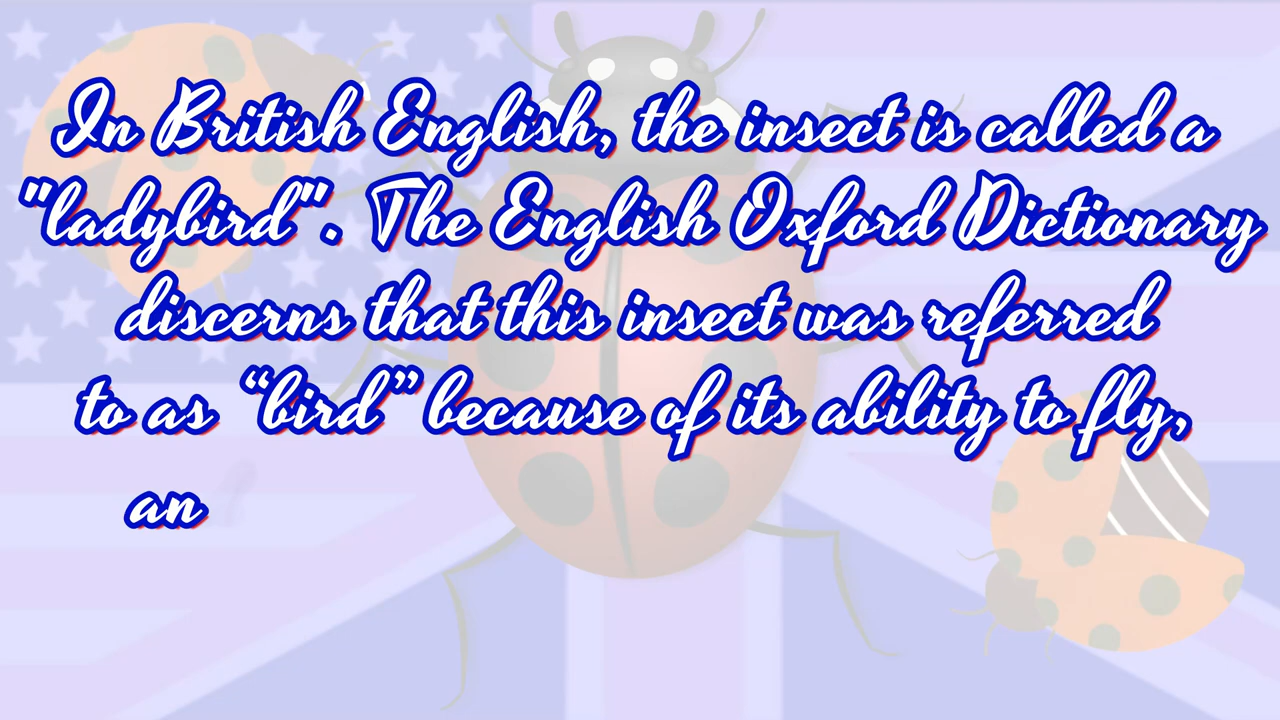 In British English, the insect is called a
"ladybird". The English Oxford Dictionary
discerns that this insect was referred
to as “bird” because of its ability to fly,
an